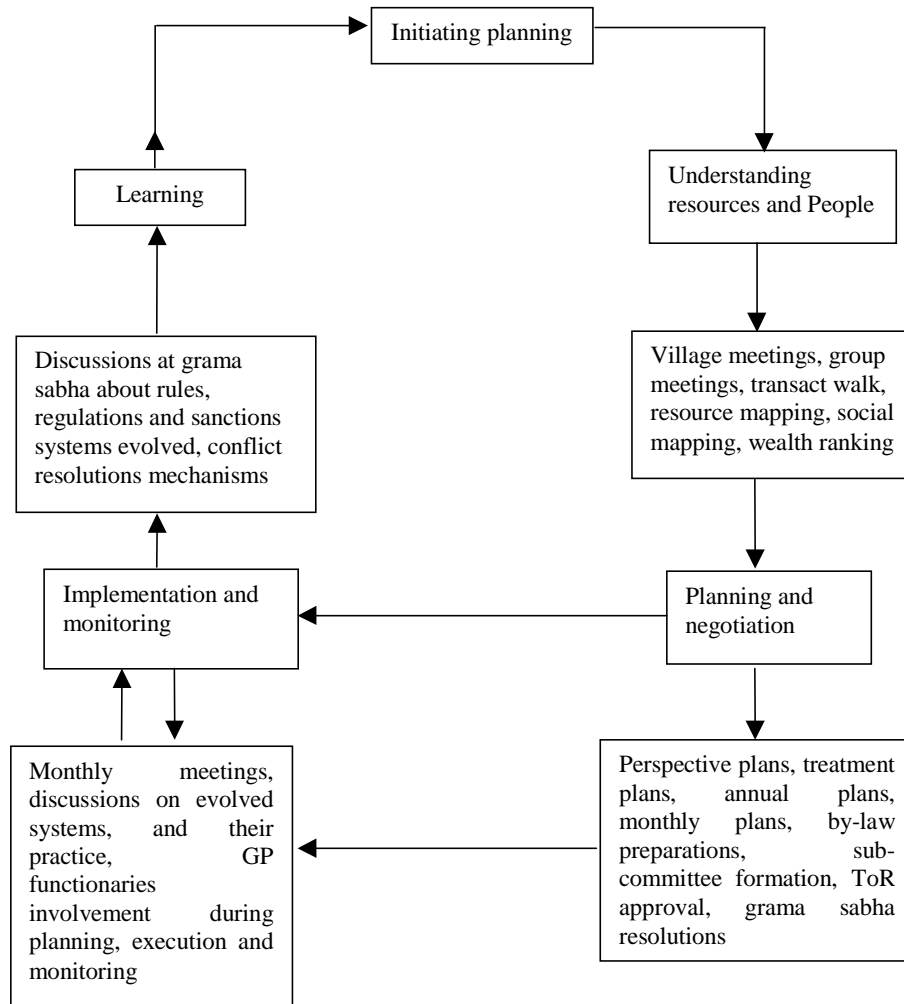 Initiating planning
Understanding
resources and People
Learning
Village meetings, group
meetings, transact walk,
resource mapping, social
mapping, wealth ranking
Discussions at grama
sabha about rules,
regulations and sanctions
systems evolved, conflict
resolutions mechanisms
Planning and
negotiation
Implementation and
monitoring
Perspective plans, treatment
plans, annual plans,
monthly plans, by-law
preparations, sub-
committee formation, ToR
approval, grama sabha
resolutions
Monthly meetings,
discussions on evolved
systems, and their
practice, GP
functionaries
involvement during
planning, execution and
monitoring